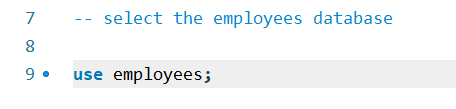 7 -- select the employees database
8
9 use employees;